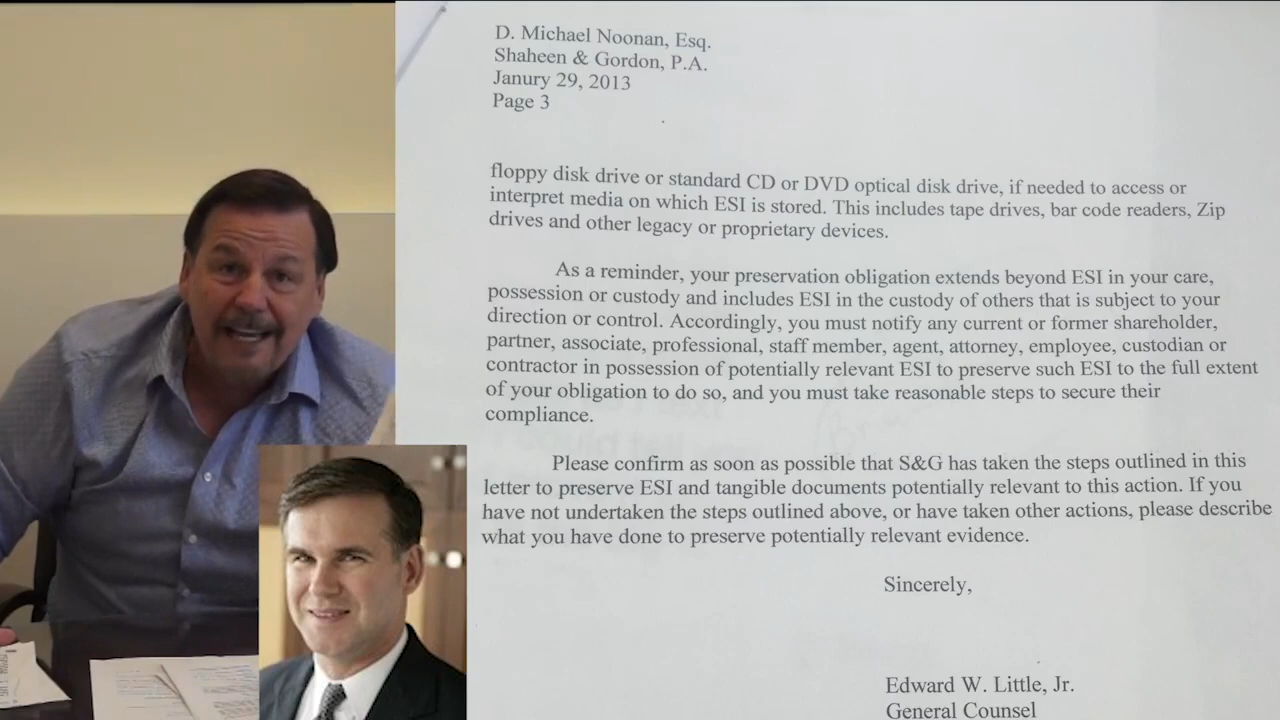 D. Michael Noonan, Esq.
Shaheen & Gordon, P.A.
Janury 29, 2013
Page 3
floppy disk drive or standard CD or DVD optical disk drive, if needed to access or
interpret media on which ESI is stored. This includes tape drives, bar code readers, Zip
drives and other legacy or proprietary devices.
As a reminder, your preservation obligation extends beyond ESI in your care,
possession or custody and includes ESI in the custody of others that is subject to your
direction or control. Accordingly, you must notify any current or former shareholder,
partner, associate, professional, staff member, agent, attorney, employee, custodian or
contractor in possession of potentially relevant ESI to preserve such ESI to the full extent
of your obligation to do so, and you must take reasonable steps to secure their
compliance.
Please confirm as soon as possible that S&G has taken the steps outlined in this
letter to preserve ESI and tangible documents potentially relevant to this action. If you
have not undertaken the steps outlined above, or have taken other actions, please describe
what you have done to preserve potentially relevant evidence.
Sincerely,
Edward W. Little, Jr.
General Counsel